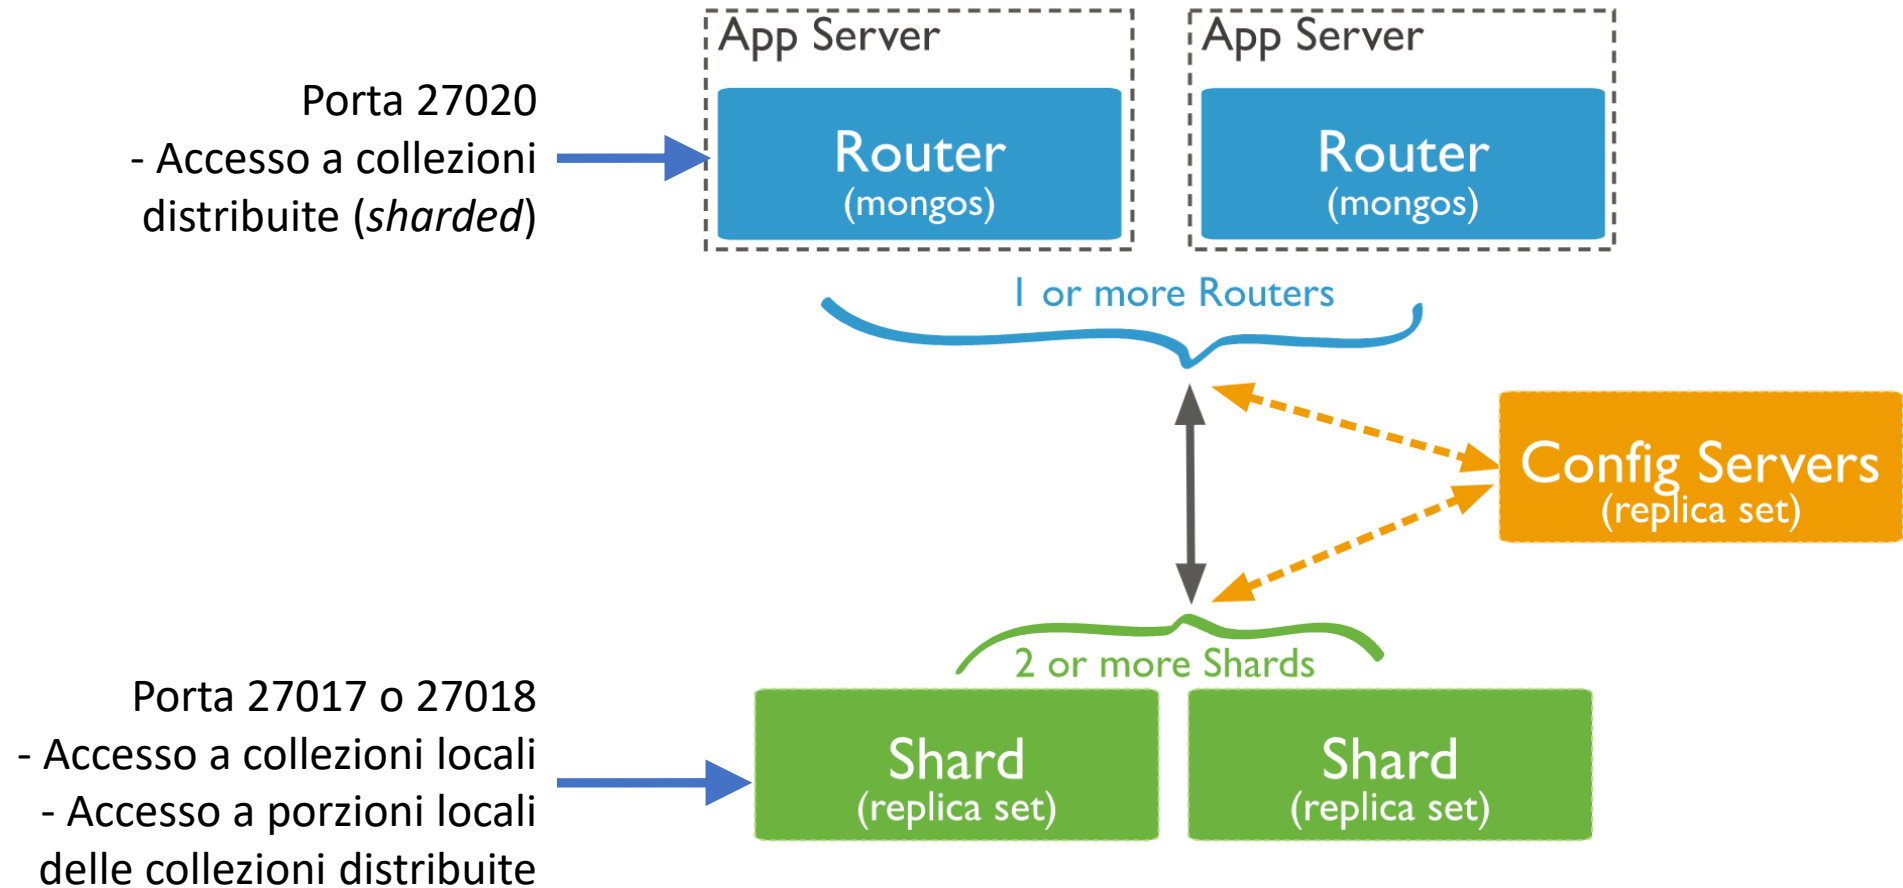 App Server
App Server
Porta 27020
- Accesso a collezioni
distribuite (sharded)
Router
(mongos)
Router
(mongos)
1 or more Routers
Config Servers
(replica set)
2 or more Shards
Porta 27017 o 27018
- Accesso a collezioni locali
- Accesso a porzioni locali
delle collezioni distribuite
Shard
(replica set)
Shard
(replica set)